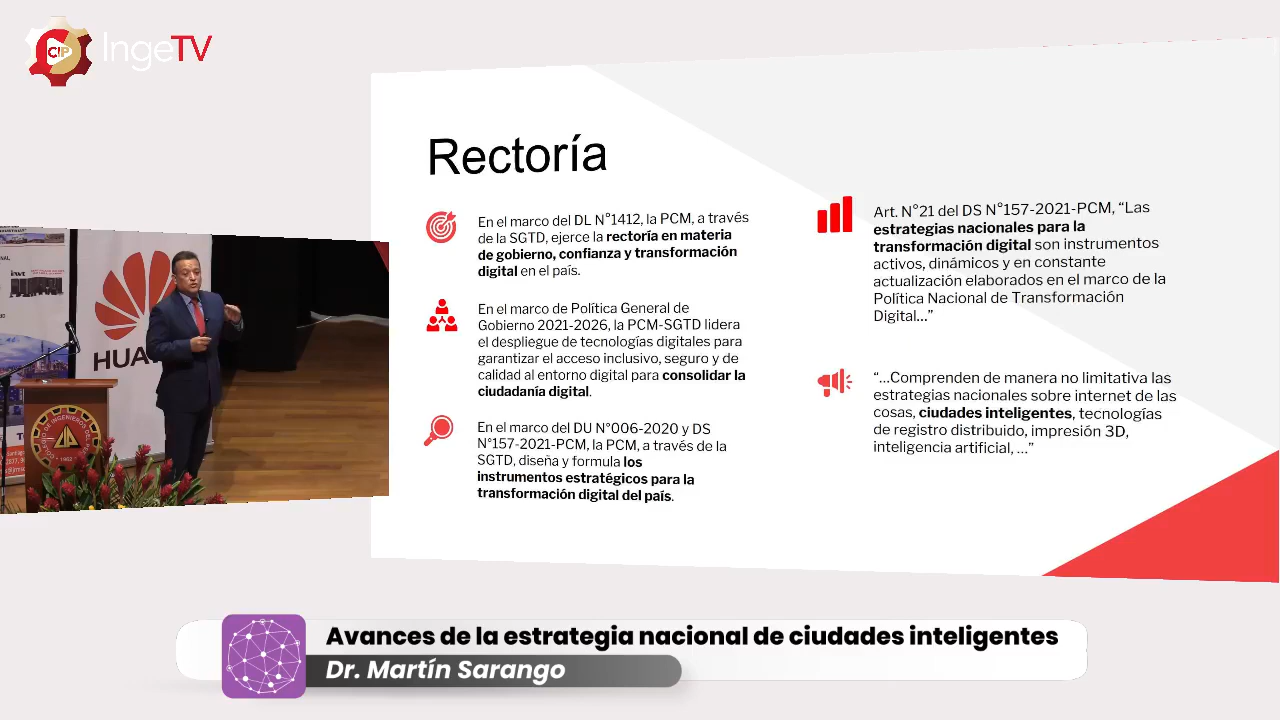 CIP IngeTV
Rectoría
En el marco del DL N°1412, la PCM, a través
de la SGTD, ejerce la rectoría en materia
de gobierno, confianza y transformación
digital en el país.
En el marco de Política General de
Gobierno 2021-2026, la PCM-SGTD lidera
el despliegue de tecnologías digitales para
garantizar el acceso inclusivo, seguro y de
calidad al entorno digital para consolidar la
ciudadanía digital.
En el marco del DU N°006-2020 y DS
N°157-2021-PCM, la PCM, a través de la
SGTD, diseña y formula los
instrumentos estratégicos para la
transformación digital del país.
Art. N°21 del DS N°157-2021-PCM, “Las
estrategias nacionales para la
transformación digital son instrumentos
activos, dinámicos y en constante
actualización elaborados en el marco de la
Política Nacional de Transformación
Digital…”
“…Comprenden de manera no limitativa las
estrategias nacionales sobre internet de las
cosas, ciudades inteligentes, tecnologías
de registro distribuido, impresión 3D,
inteligencia artificial, …”
HUA
COLEGIO DE INGENIEROS DEL
1962
Avances de la estrategia nacional de ciudades inteligentes
Dr. Martín Sarango